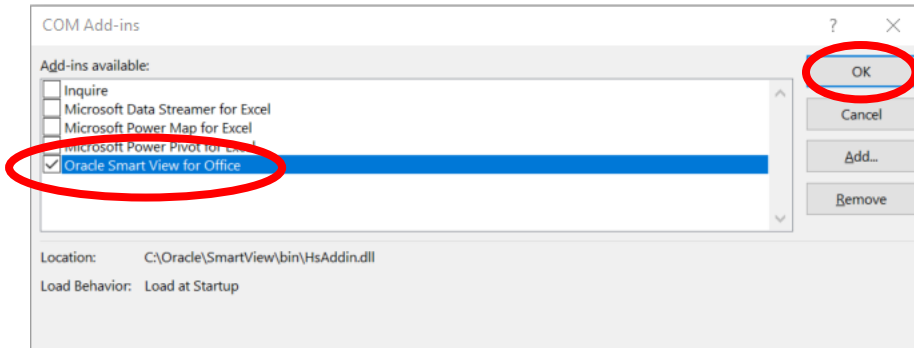 COM Add-ins
Add-ins available:
Inquire
Microsoft Data Streamer for Excel
Microsoft Power Map for Excel
Microsoft Power Pivot for Excel
Oracle Smart View for Office
OK
Cancel
Add...
Remove
Location: C:\Oracle\SmartView\bin\HsAddin.dll
Load Behavior: Load at Startup